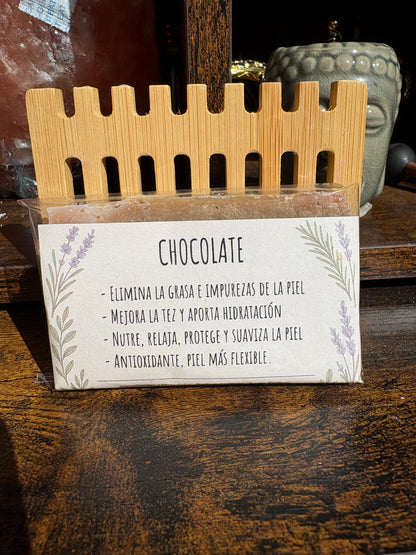 CHOCOLATE
- ELIMINA LA GRASA E IMPUREZAS DE LA PIEL
- MEJORA LA TEZ Y APORTA HIDRATACIÓN
- NUTRE, RELAJA, PROTEGE Y SUAVIZA LA PIEL
- ANTIOXIDANTE, PIEL MÁS FLEXIBLE.